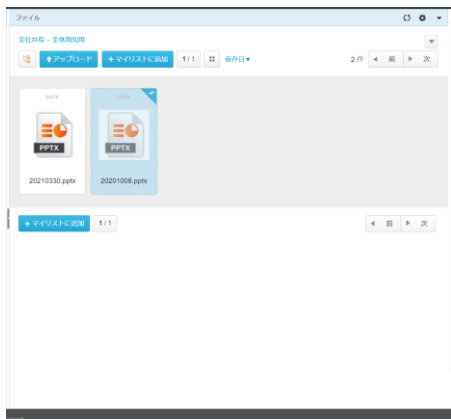 ファイル
全社共有 - 全体周知用
アップロード +マイリストに追加 1/1 保存日▼ 2 件 ◀ 前 ▶ 次
pptx pptx
PPTX PPTX
20210330.pptx 20201008.pptx
+マイリストに追加 1/1 ◀ 前 ▶ 次